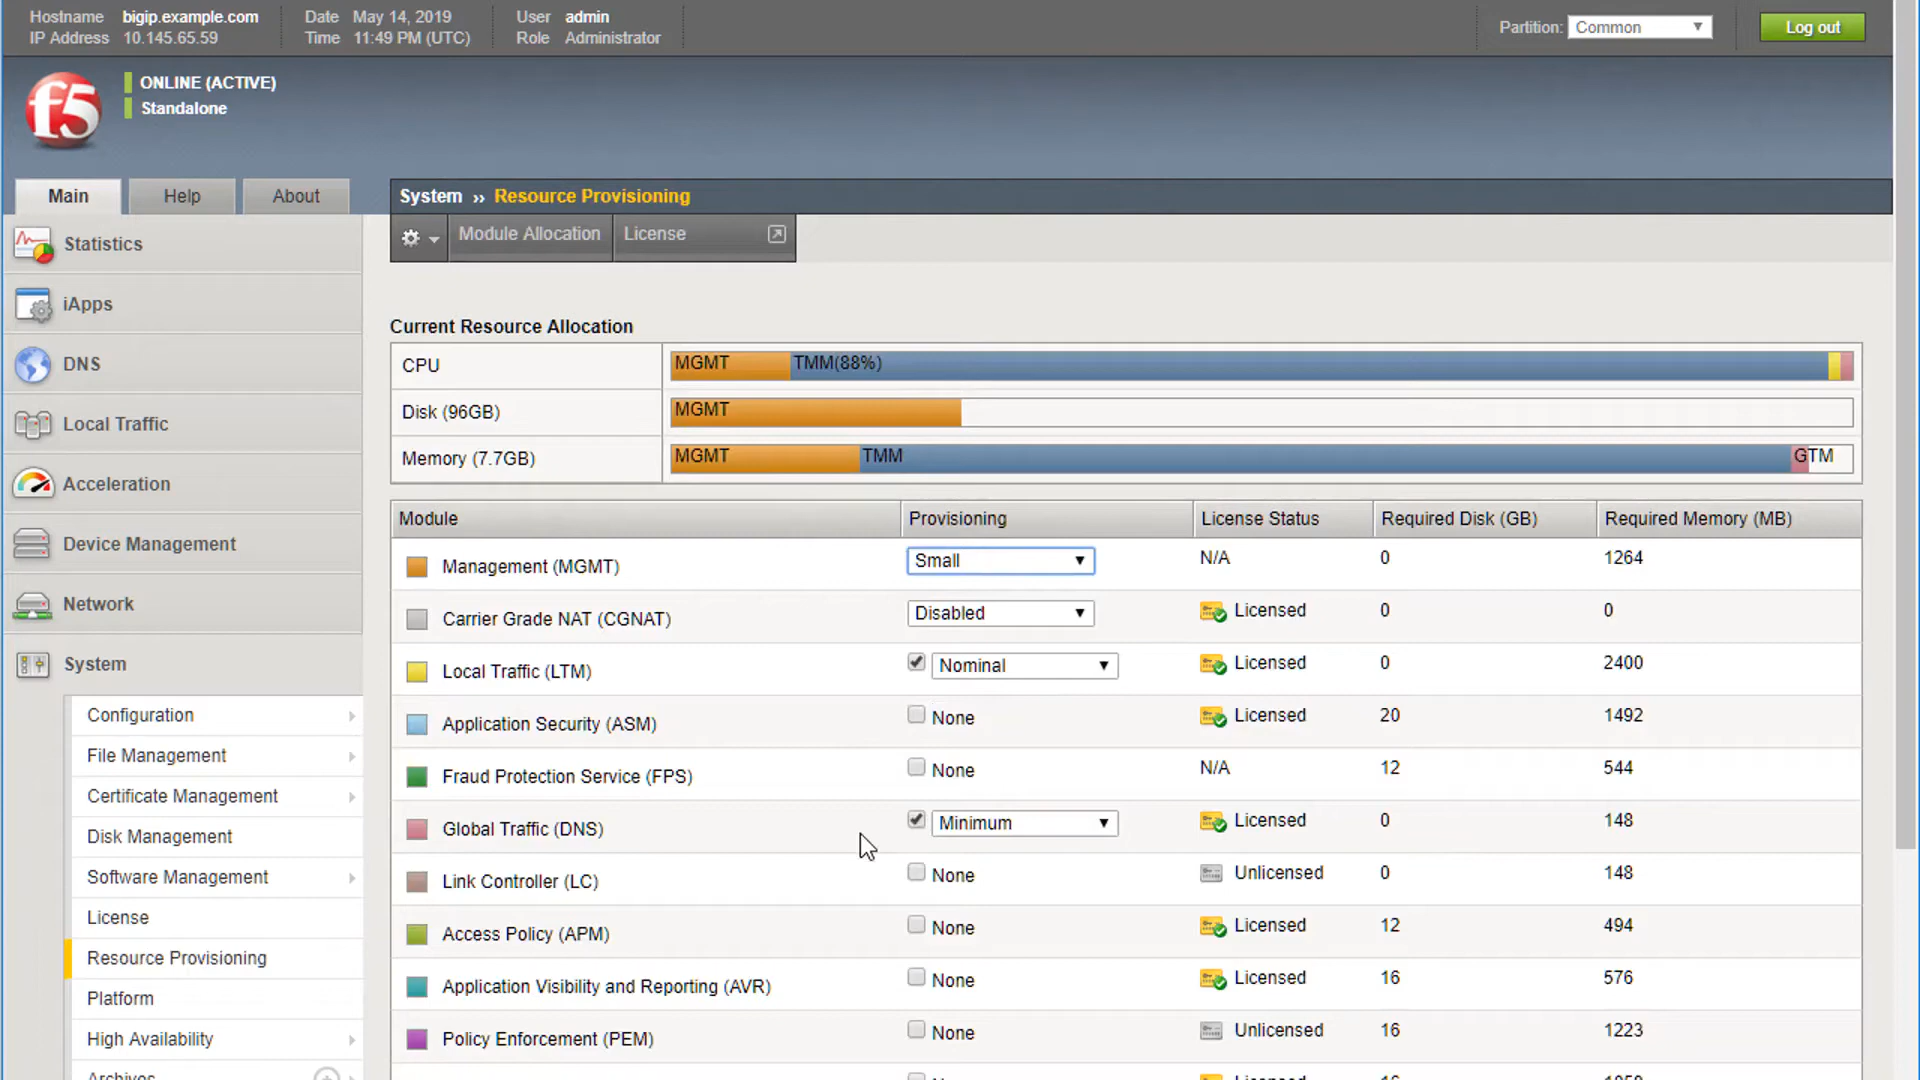 Hostname bigip.example.com Date May 14, 2019 User admin
IP Address 10.145.65.59 Time 11:49 PM (UTC) Role Administrator
Partition: Common Log out
f5
ONLINE (ACTIVE)
Standalone
Main Help About
System ›› Resource Provisioning
Module Allocation License
Statistics
iApps
DNS
Local Traffic
Acceleration
Device Management
Network
System
Configuration
File Management
Certificate Management
Disk Management
Software Management
License
Resource Provisioning
Platform
High Availability
Archives
Current Resource Allocation
CPU MGMT TMM(88%)
Disk (96GB) MGMT
Memory (7.7GB) MGMT TMM GTM
Module Provisioning License Status Required Disk (GB) Required Memory (MB)
Management (MGMT) Small N/A 0 1264
Carrier Grade NAT (CGNAT) Disabled Licensed 0 0
Local Traffic (LTM) Nominal Licensed 0 2400
Application Security (ASM) None Licensed 20 1492
Fraud Protection Service (FPS) None N/A 12 544
Global Traffic (DNS) Minimum Licensed 0 148
Link Controller (LC) None Unlicensed 0 148
Access Policy (APM) None Licensed 12 494
Application Visibility and Reporting (AVR) None Licensed 16 576
Policy Enforcement (PEM) None Unlicensed 16 1223
Licensed